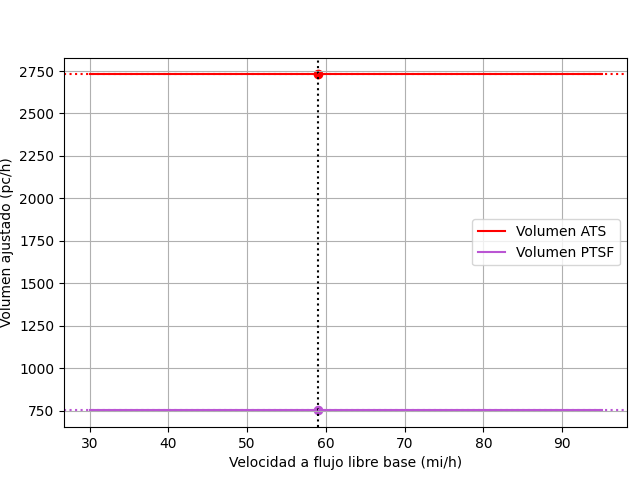 2750
2500
2250
2000
1750
1500
1250
1000
750
Volumen ajustado (pc/h)
Volumen ATS
Volumen PTSF
30 40 50 60 70 80 90
Velocidad a flujo libre base (mi/h)